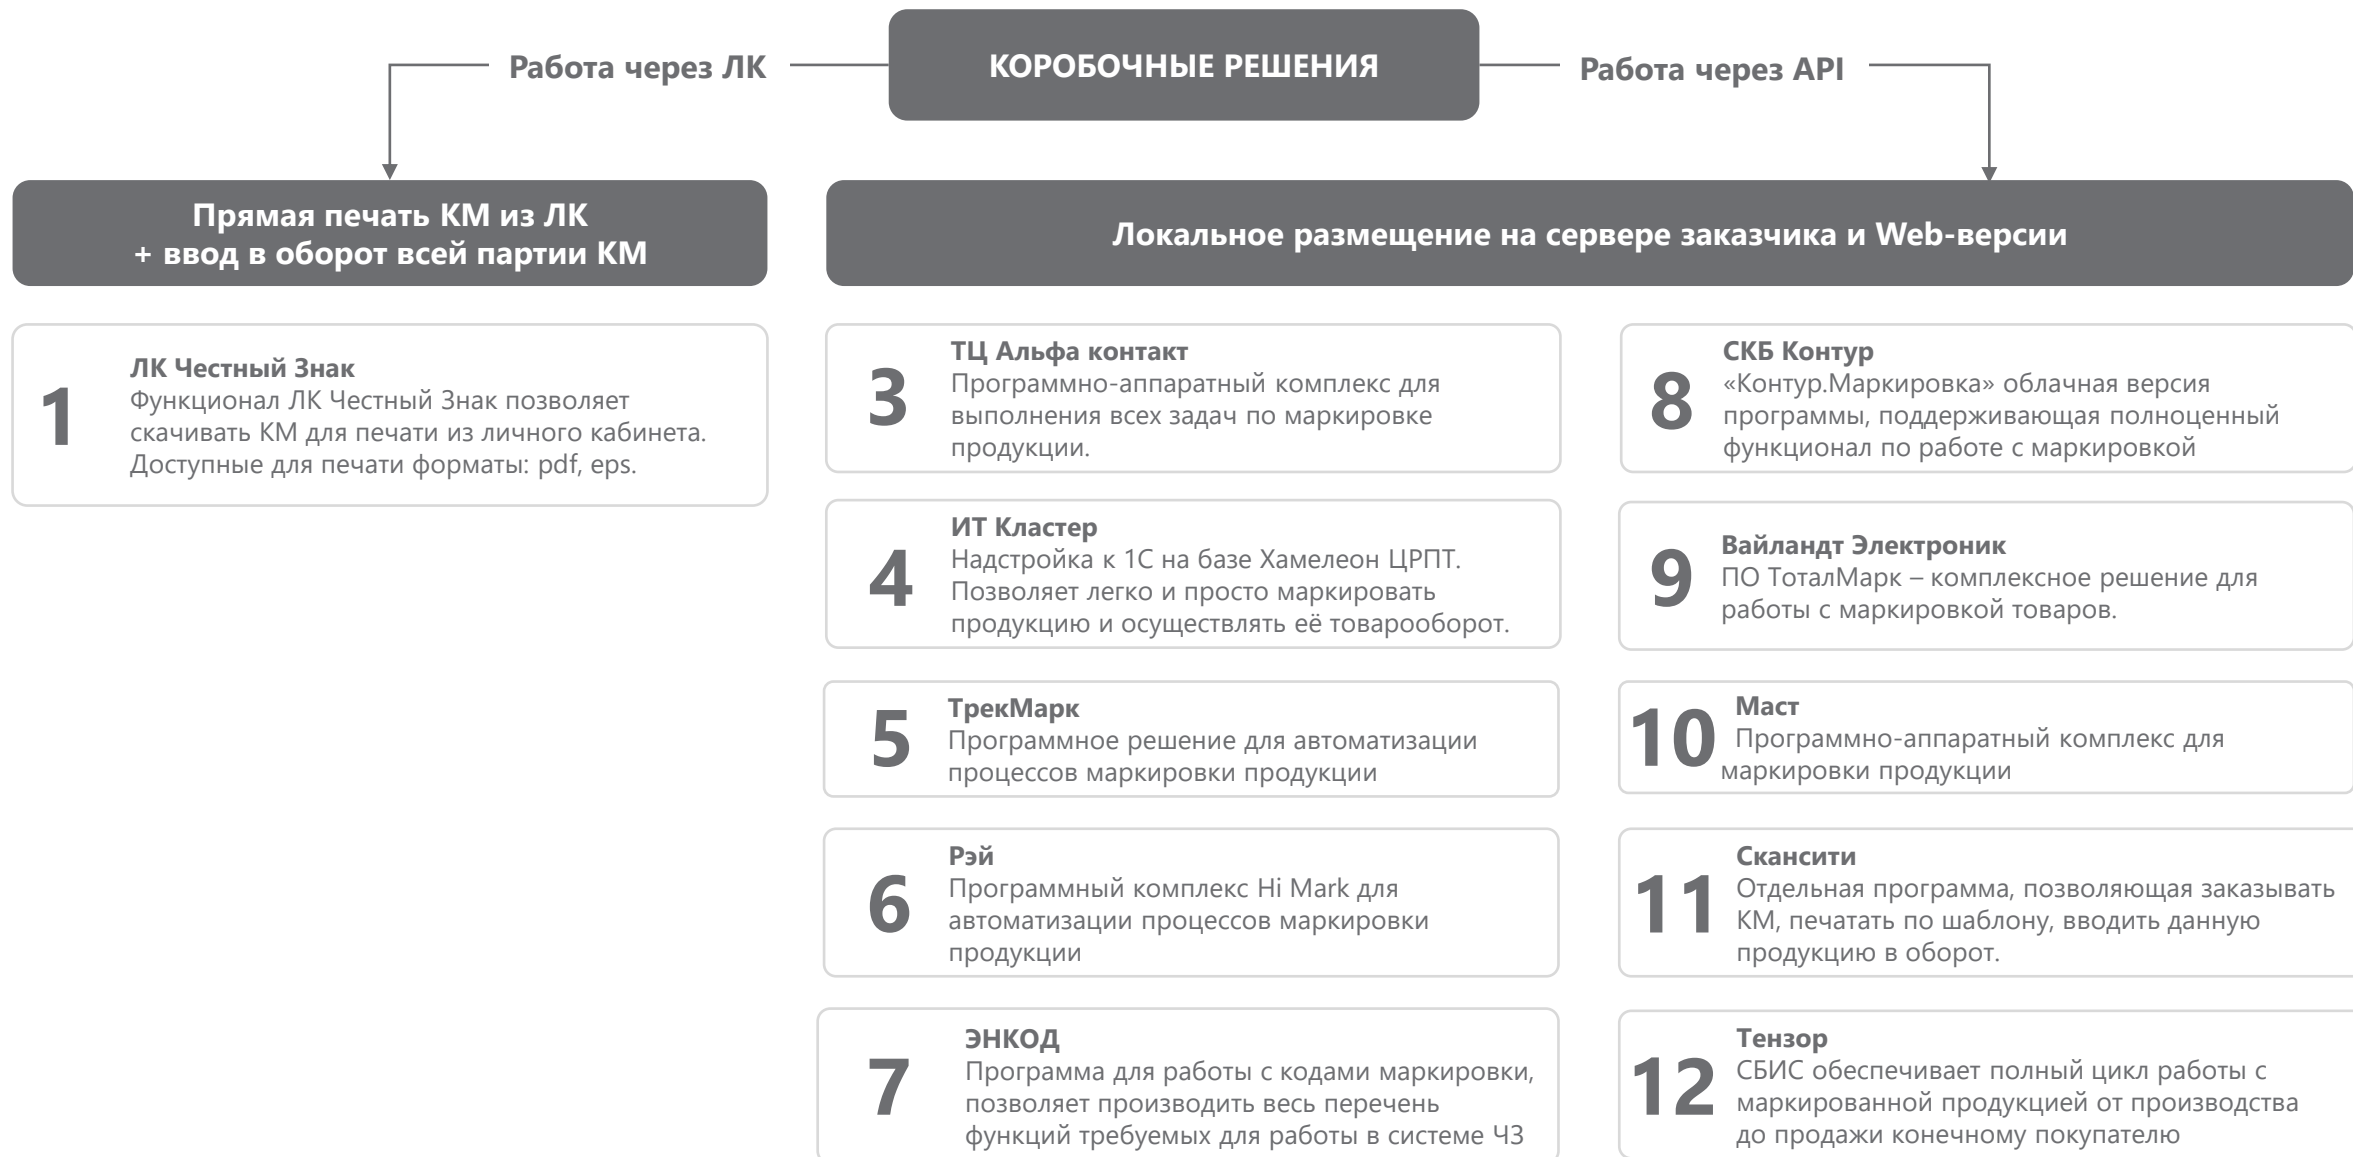 Работа через ЛК
КОРОБОЧНЫЕ РЕШЕНИЯ
Работа через API
Прямая печать КМ из ЛК
+ ввод в оборот всей партии КМ
Локальное размещение на сервере заказчика и Web-версии
1
ЛК Честный Знак
Функционал ЛК Честный Знак позволяет
скачивать КМ для печати из личного кабинета.
Доступные для печати форматы: pdf, eps.
3
ТЦ Альфа контакт
Программно-аппаратный комплекс для
выполнения всех задач по маркировке
продукции.
4
ИТ Кластер
Надстройка к 1С на базе Хамелеон ЦРПТ.
Позволяет легко и просто маркировать
продукцию и осуществлять её товарооборот.
5
ТрекМарк
Программное решение для автоматизации
процессов маркировки продукции
6
Рэй
Программный комплекс Hi Mark для
автоматизации процессов маркировки
продукции
7
ЭНКОД
Программа для работы с кодами маркировки,
позволяет производить весь перечень
функций требуемых для работы в системе ЧЗ
8
СКБ Контур
«Контур.Маркировка» облачная версия
программы, поддерживающая полноценный
функционал по работе с маркировкой
9
Вайландт Электроник
ПО ТоталМарк – комплексное решение для
работы с маркировкой товаров.
10
Маст
Программно-аппаратный комплекс для
маркировки продукции
11
Скансити
Отдельная программа, позволяющая заказывать
КМ, печатать по шаблону, вводить данную
продукцию в оборот.
12
Тензор
СБИС обеспечивает полный цикл работы с
маркированной продукцией от производства
до продажи конечному покупателю